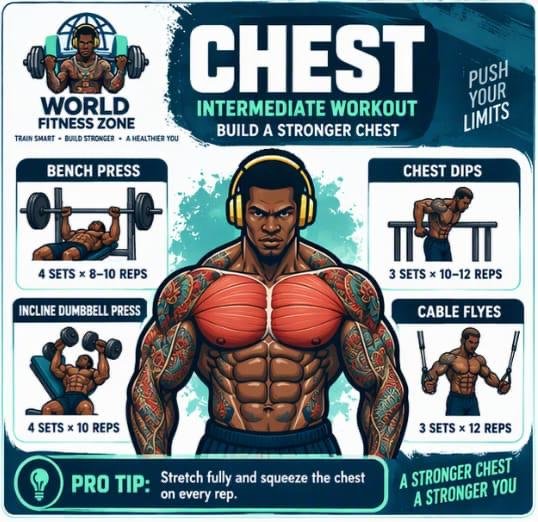 WORLD
FITNESS ZONE
TRAIN SMART • BUILD STRONGER • A HEALTHIER YOU
CHEST
INTERMEDIATE WORKOUT
BUILD A STRONGER CHEST
PUSH
YOUR
LIMITS
BENCH PRESS
4 SETS × 8–10 REPS
CHEST DIPS
3 SETS × 10–12 REPS
INCLINE DUMBBELL PRESS
4 SETS × 10 REPS
CABLE FLYES
3 SETS × 12 REPS
PRO TIP:
Stretch fully and squeeze the chest
on every rep.
A STRONGER CHEST
A STRONGER YOU